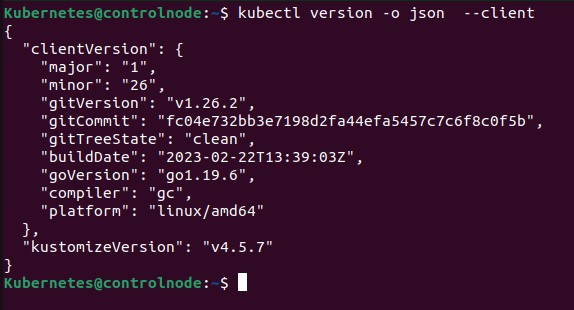 Kubernetes@controlnode:~$ kubectl version -o json  --client
{
  "clientVersion": {
    "major": "1",
    "minor": "26",
    "gitVersion": "v1.26.2",
    "gitCommit": "fc04e732bb3e7198d2fa44efa5457c7c6f8c0f5b",
    "gitTreeState": "clean",
    "buildDate": "2023-02-22T13:39:03Z",
    "goVersion": "go1.19.6",
    "compiler": "gc",
    "platform": "linux/amd64"
  },
  "kustomizeVersion": "v4.5.7"
}
Kubernetes@controlnode:~$